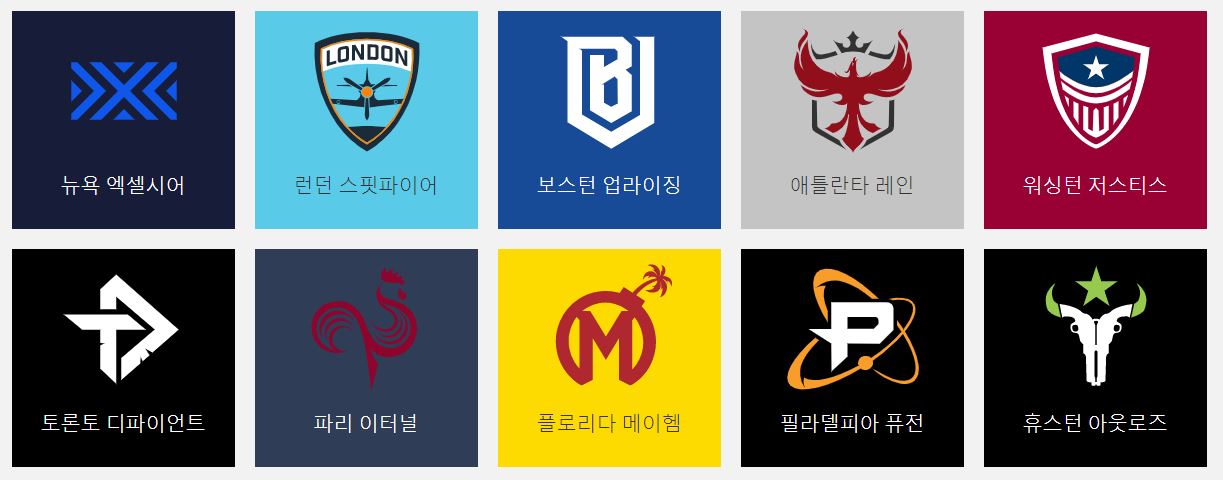 LONDON
BU
뉴욕 엑셀시어
런던 스핏파이어
보스턴 업라이징
애틀란타 레인
워싱턴 저스티스
TD
M
P
토론토 디파이언트
파리 이터널
플로리다 메이헴
필라델피아 퓨전
휴스턴 아웃로즈